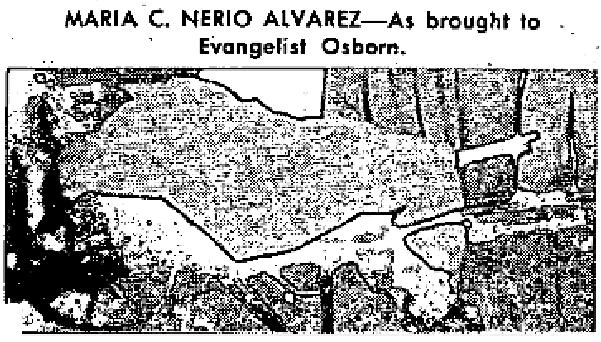 MARIA C. NERIO ALVAREZ—As brought to
Evangelist Osborn.